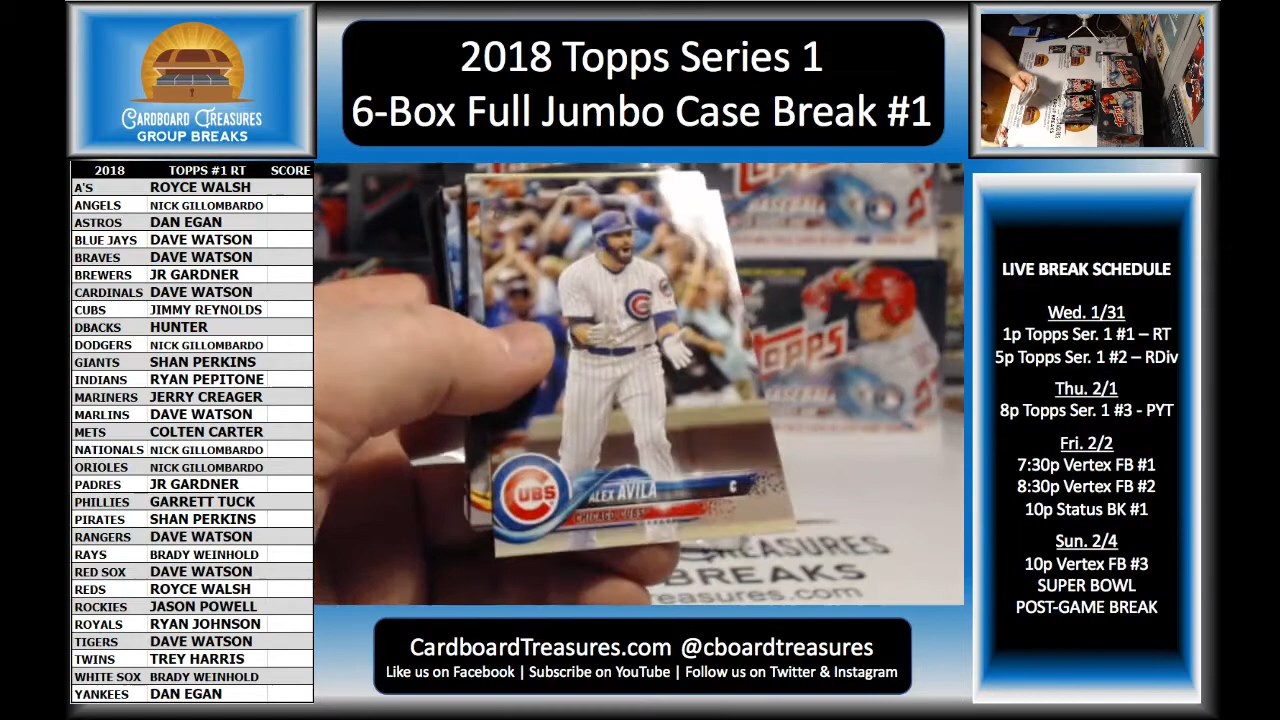 CARDBOARD TREASURES
GROUP BREAKS
2018 Topps Series 1
6-Box Full Jumbo Case Break #1
2018 TOPPS #1 RT SCORE
A'S ROYCE WALSH
ANGELS NICK GILLOMBARDO
ASTROS DAN EGAN
BLUE JAYS DAVE WATSON
BRAVES DAVE WATSON
BREWERS JR GARDNER
CARDINALS DAVE WATSON
CUBS JIMMY REYNOLDS
DBACKS HUNTER
DODGERS NICK GILLOMBARDO
GIANTS SHAN PERKINS
INDIANS RYAN PEPITONE
MARINERS JERRY CREAGER
MARLINS DAVE WATSON
METS COLTEN CARTER
NATIONALS NICK GILLOMBARDO
ORIOLES NICK GILLOMBARDO
PADRES JR GARDNER
PHILLIES GARRETT TUCK
PIRATES SHAN PERKINS
RANGERS DAVE WATSON
RAYS BRADY WEINHOLD
RED SOX DAVE WATSON
REDS ROYCE WALSH
ROCKIES JASON POWELL
ROYALS RYAN JOHNSON
TIGERS DAVE WATSON
TWINS TREY HARRIS
WHITE SOX BRADY WEINHOLD
YANKEES DAN EGAN
TOPPS
BASEBALL
CUBS
CUBS
ALEX AVILA C
CHICAGO CUBS
TREASURES
BREAKS
easures.com
LIVE BREAK SCHEDULE
Wed. 1/31
1p Topps Ser. 1 #1 – RT
5p Topps Ser. 1 #2 – RDiv
Thu. 2/1
8p Topps Ser. 1 #3 - PYT
Fri. 2/2
7:30p Vertex FB #1
8:30p Vertex FB #2
10p Status BK #1
Sun. 2/4
10p Vertex FB #3
SUPER BOWL
POST-GAME BREAK
CardboardTreasures.com @cboardtreasures
Like us on Facebook | Subscribe on YouTube | Follow us on Twitter & Instagram